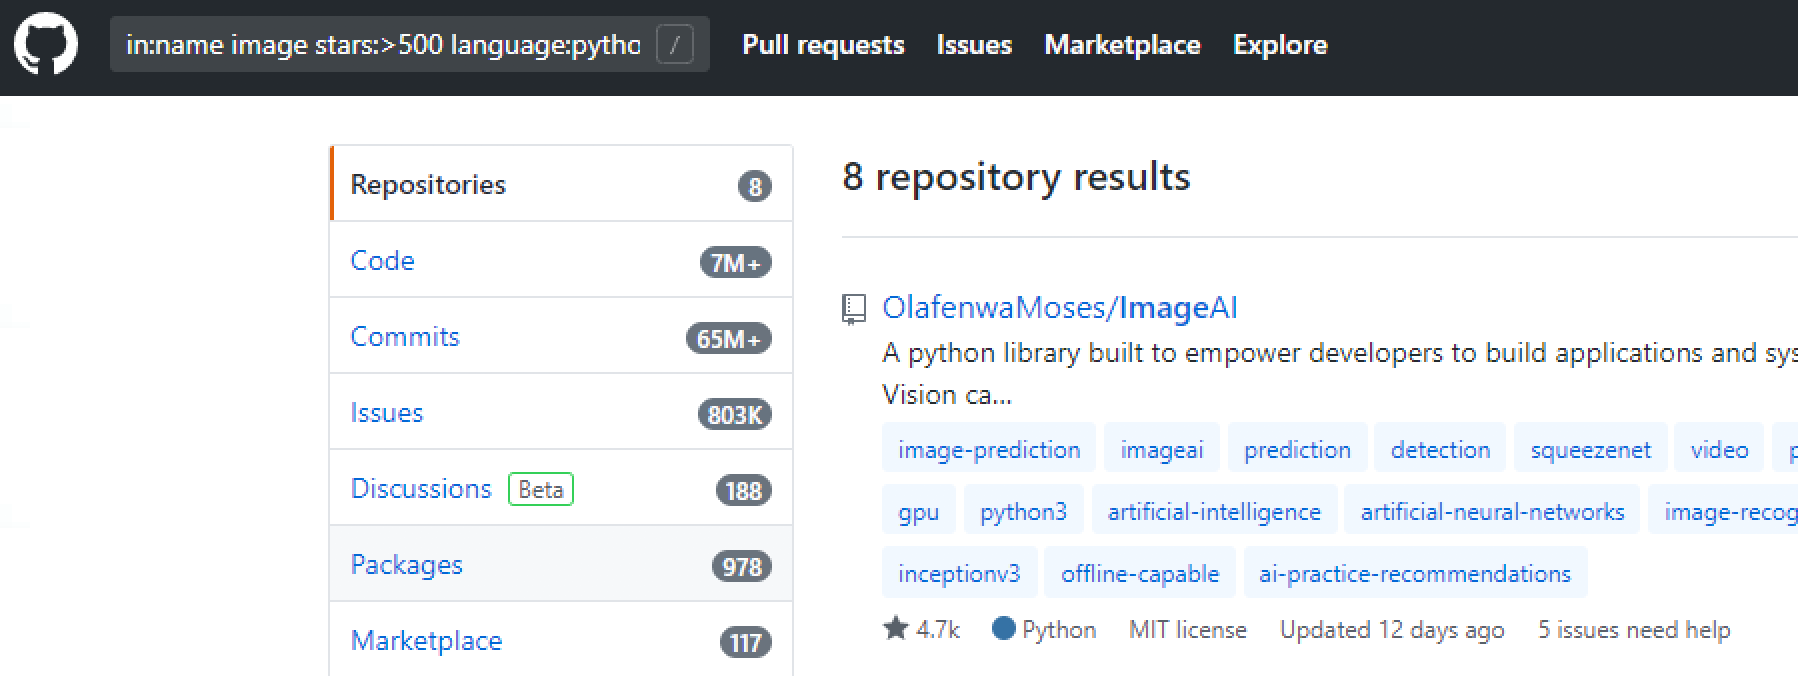 in:name image stars:>500 language:pytho /
Pull requests Issues Marketplace Explore
Repositories 8
Code 7M+
Commits 65M+
Issues 803K
Discussions Beta 188
Packages 978
Marketplace 117
8 repository results
OlafenwaMoses/ImageAI
A python library built to empower developers to build applications and sys
Vision ca...
image-prediction imageai prediction detection squeezenet video
gpu python3 artificial-intelligence artificial-neural-networks image-recog
inceptionv3 offline-capable ai-practice-recommendations
4.7k Python MIT license Updated 12 days ago 5 issues need help